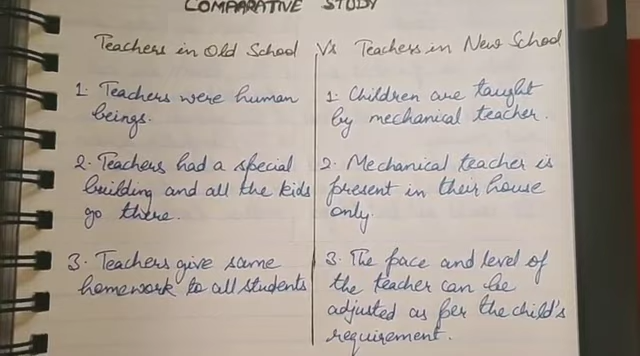 COMPARATIVE STUDY
Teachers in Old School Vs Teachers in New School
1. Teachers were human
beings.
2. Teachers had a special
building and all the kids
go there.
3. Teachers give same
homework to all students
1. Children are taught
by mechanical teacher.
2. Mechanical teacher is
present in their house
only.
3. The pace and level of
the teacher can be
adjusted as per the child's
requirement.